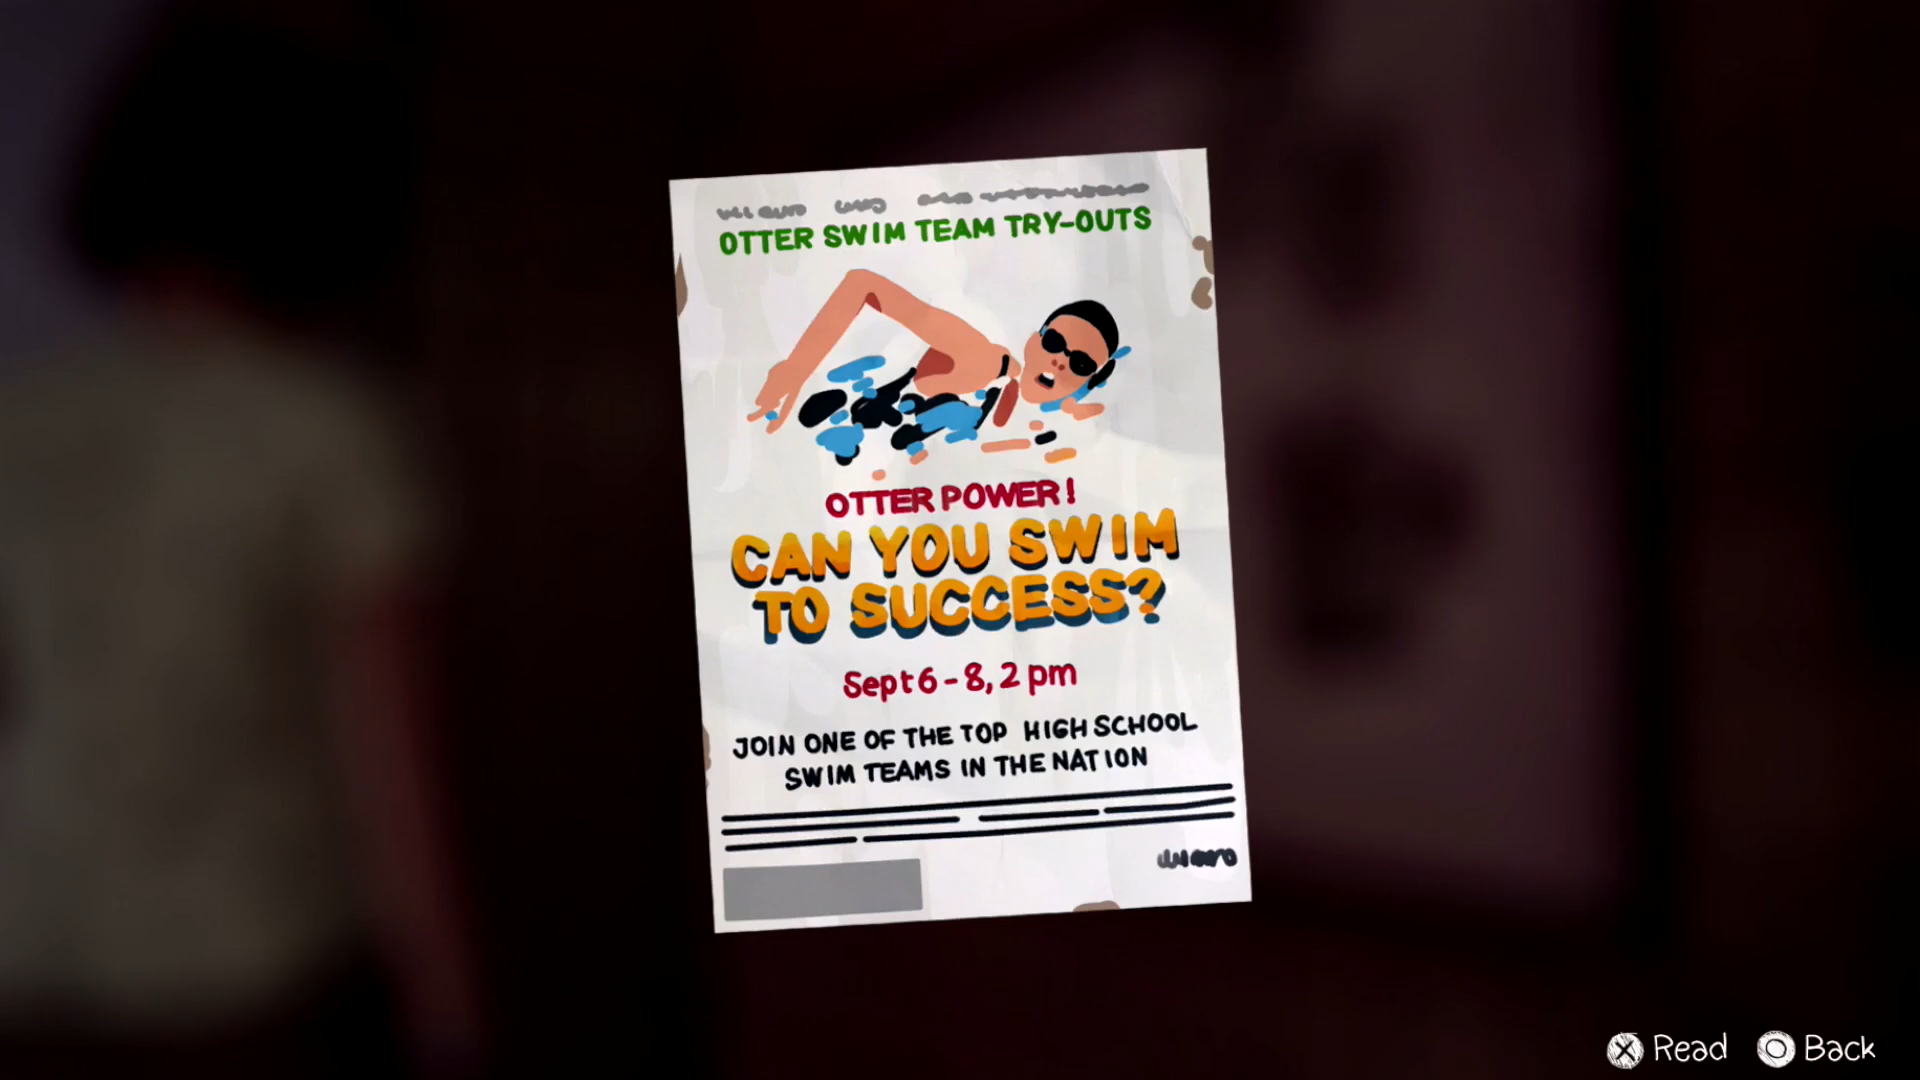 OTTER SWIM TEAM TRY-OUTS
OTTER POWER!
CAN YOU SWIM
TO SUCCESS?
Sept 6-8, 2 pm
JOIN ONE OF THE TOP HIGH SCHOOL
SWIM TEAMS IN THE NATION
Read
Back